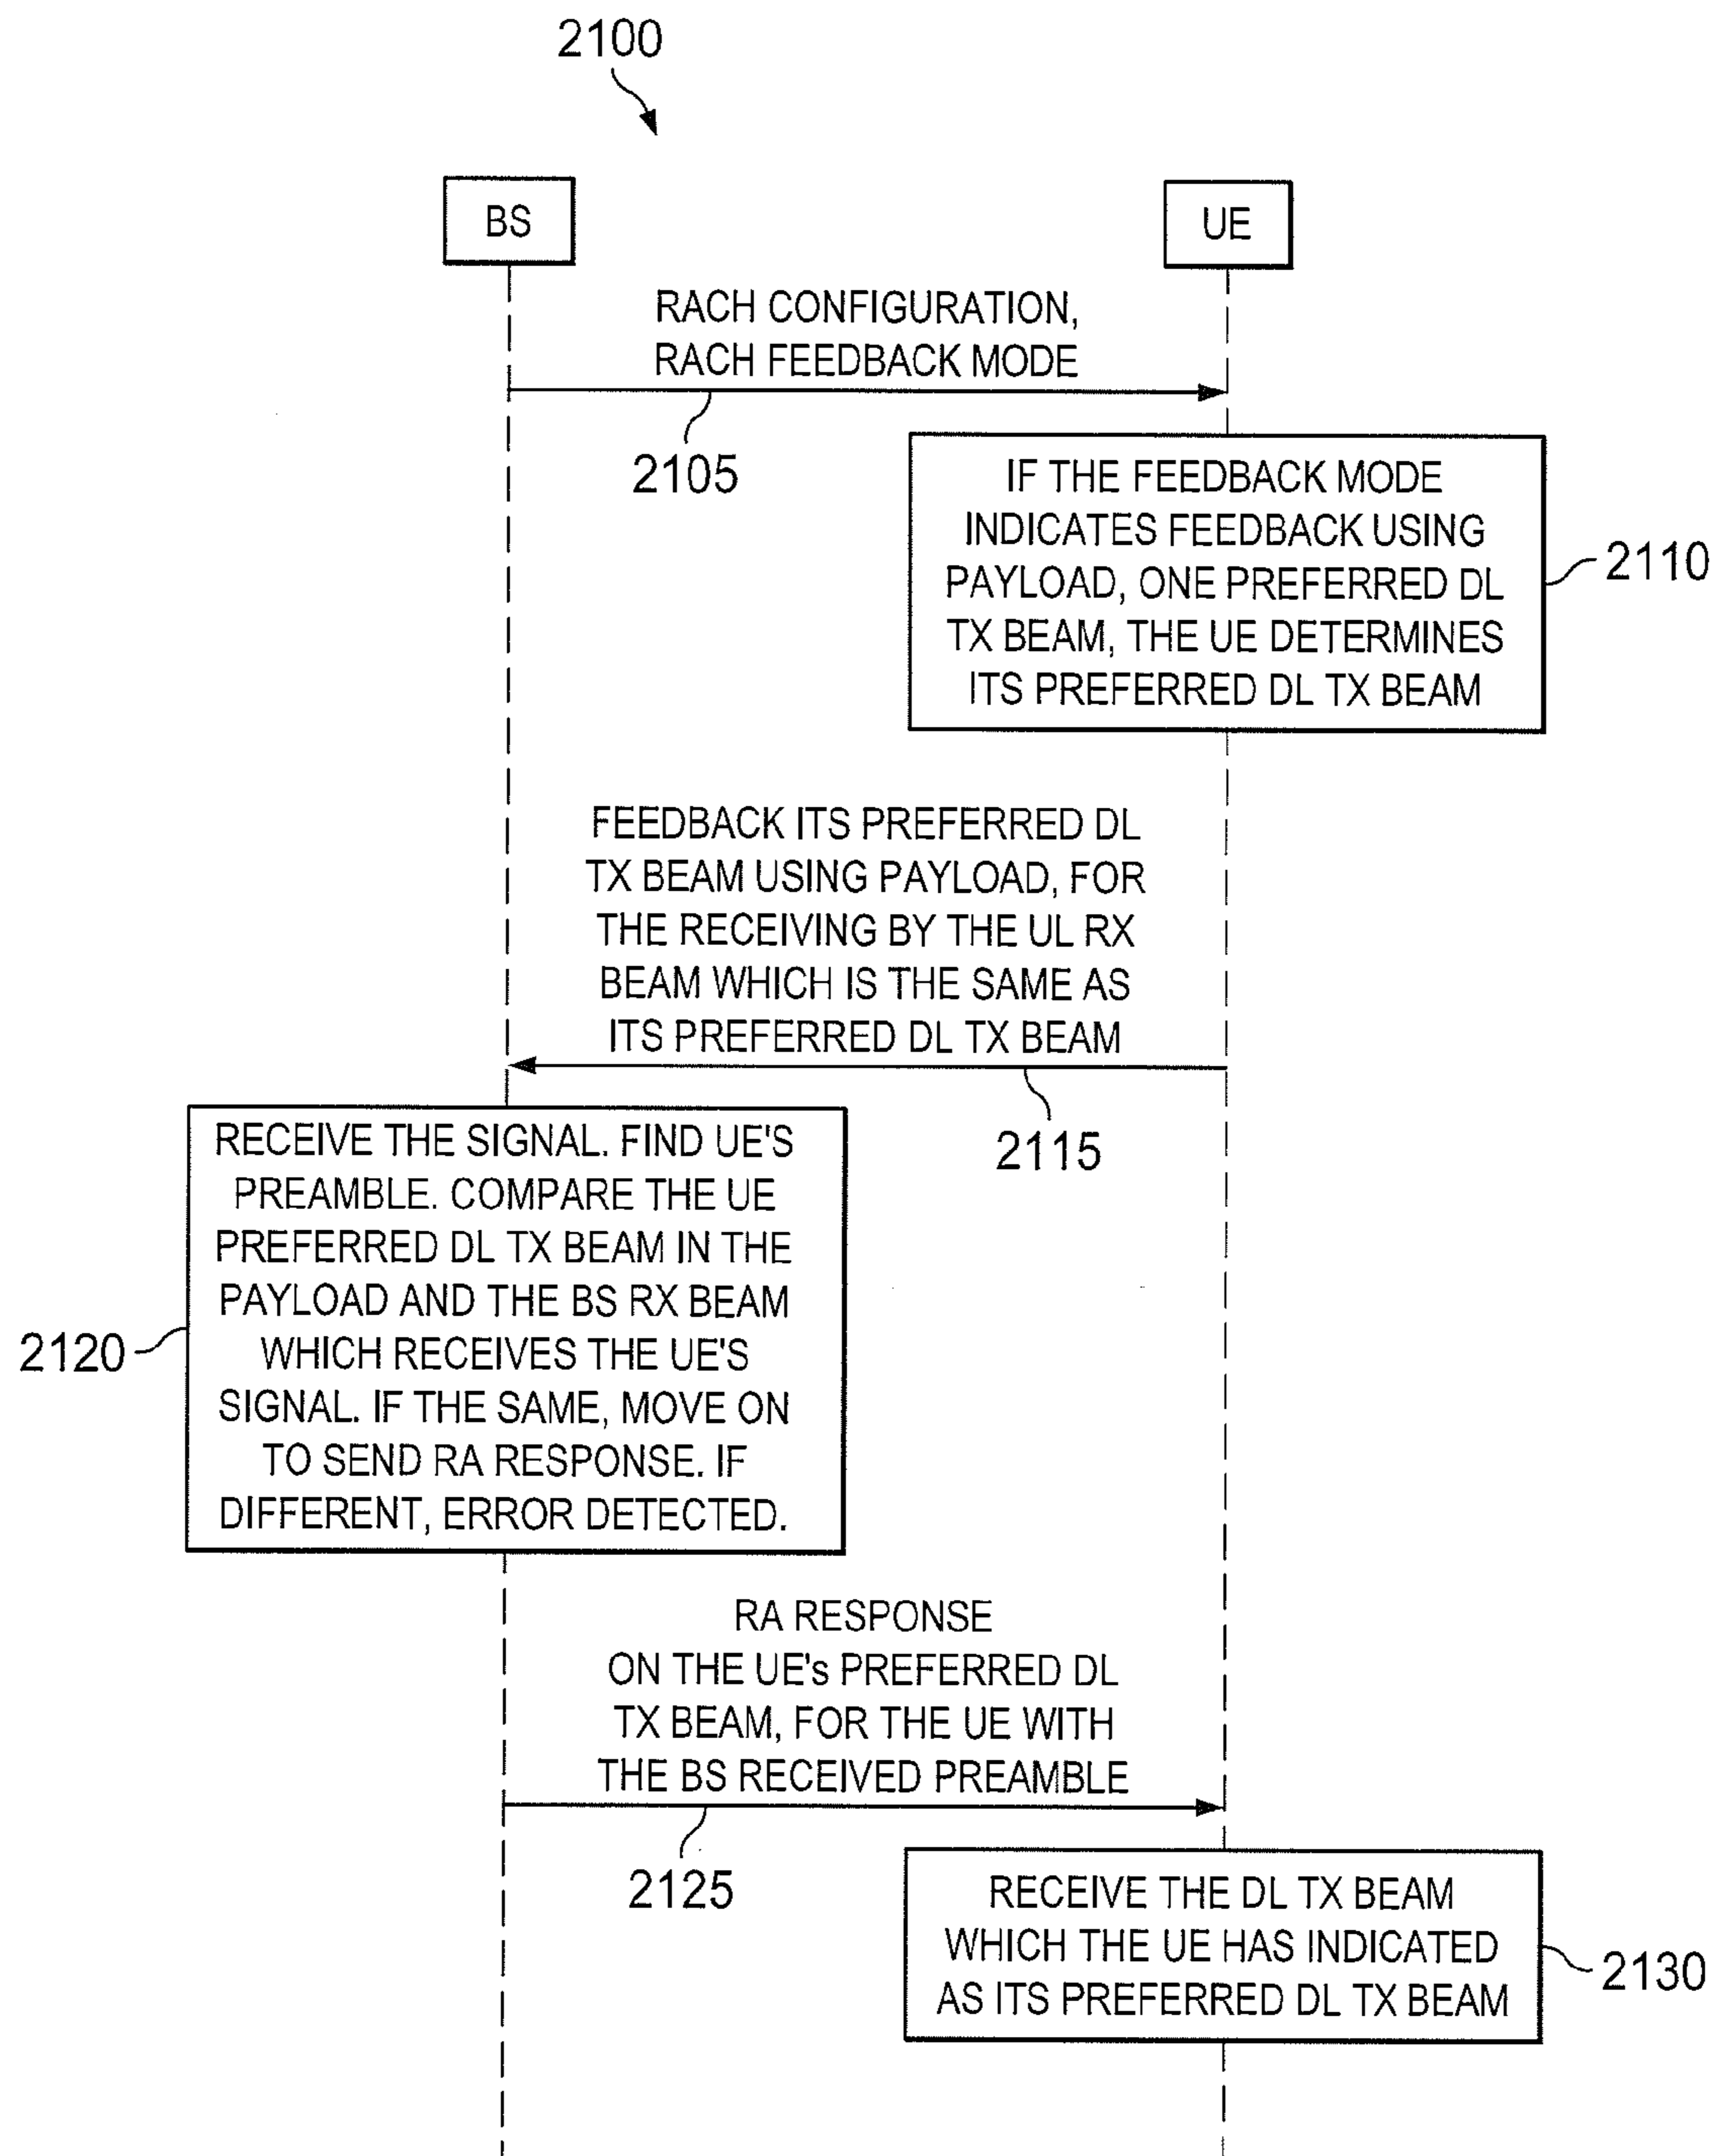 2100
BS
UE
RACH CONFIGURATION,
RACH FEEDBACK MODE
2105
IF THE FEEDBACK MODE
INDICATES FEEDBACK USING
PAYLOAD, ONE PREFERRED DL
TX BEAM, THE UE DETERMINES
ITS PREFERRED DL TX BEAM
2110
FEEDBACK ITS PREFERRED DL
TX BEAM USING PAYLOAD, FOR
THE RECEIVING BY THE UL RX
BEAM WHICH IS THE SAME AS
ITS PREFERRED DL TX BEAM
2115
RECEIVE THE SIGNAL. FIND UE'S
PREAMBLE. COMPARE THE UE
PREFERRED DL TX BEAM IN THE
PAYLOAD AND THE BS RX BEAM
WHICH RECEIVES THE UE'S
SIGNAL. IF THE SAME, MOVE ON
TO SEND RA RESPONSE. IF
DIFFERENT, ERROR DETECTED.
2120
RA RESPONSE
ON THE UE's PREFERRED DL
TX BEAM, FOR THE UE WITH
THE BS RECEIVED PREAMBLE
2125
RECEIVE THE DL TX BEAM
WHICH THE UE HAS INDICATED
AS ITS PREFERRED DL TX BEAM
2130